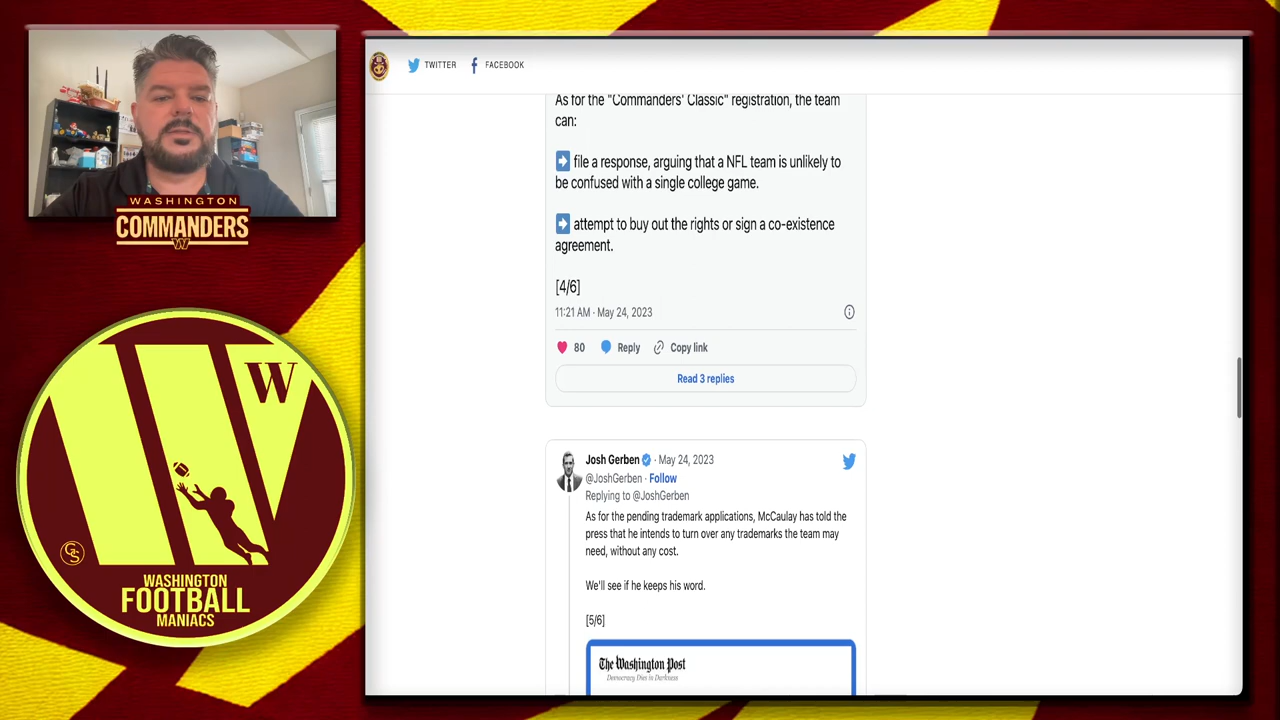 WASHINGTON
COMMANDERS
W
W
GS
WASHINGTON
FOOTBALL
MANIACS
TWITTER
FACEBOOK
As for the "Commanders' Classic" registration, the team
can:
➡ file a response, arguing that a NFL team is unlikely to
be confused with a single college game.
➡ attempt to buy out the rights or sign a co-existence
agreement.
[4/6]
11:21 AM · May 24, 2023
80 Reply Copy link
Read 3 replies
Josh Gerben · May 24, 2023
@JoshGerben · Follow
Replying to @JoshGerben
As for the pending trademark applications, McCaulay has told the
press that he intends to turn over any trademarks the team may
need, without any cost.
We'll see if he keeps his word.
[5/6]
The Washington Post
Democracy Dies in Darkness